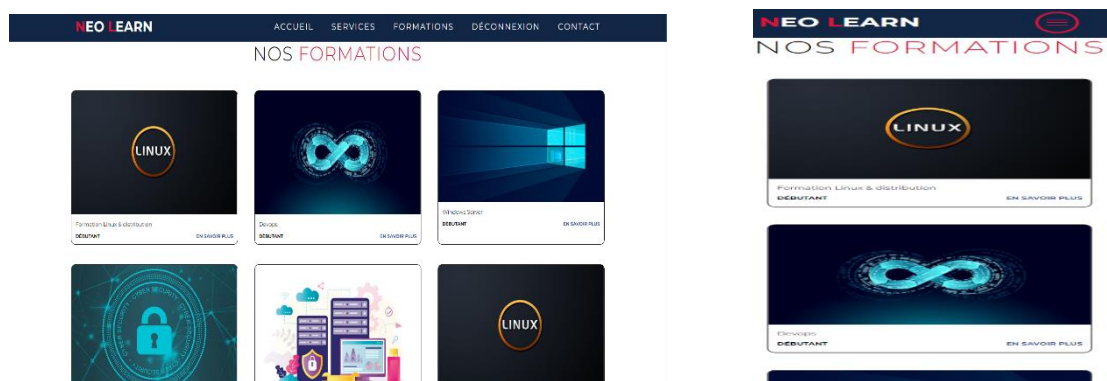 NEO LEARN
ACCUEIL SERVICES FORMATIONS DÉCONNEXION CONTACT
NOS FORMATIONS
LINUX
Formation Linux & distribution
DÉBUTANT EN SAVOIR PLUS
Devops
DÉBUTANT EN SAVOIR PLUS
Windows Server
DÉBUTANT EN SAVOIR PLUS
CYBER SECURITY
LINUX
NEO LEARN
NOS FORMATIONS
LINUX
Formation Linux & distribution
DÉBUTANT EN SAVOIR PLUS
Devops
DÉBUTANT EN SAVOIR PLUS